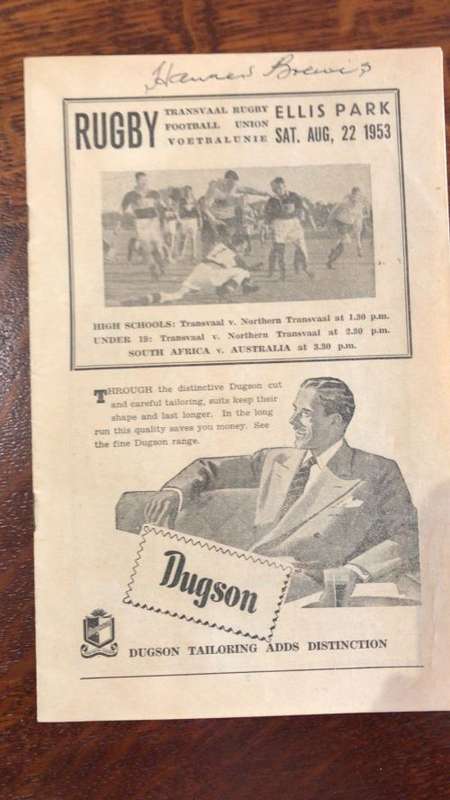 Hannes Brewis
RUGBY
TRANSVAAL RUGBY
FOOTBALL UNION
VOETBALUNIE
ELLIS PARK
SAT. AUG, 22 1953
HIGH SCHOOLS: Transvaal v. Northern Transvaal at 1.30 p.m.
UNDER 19: Transvaal v. Northern Transvaal at 2.30 p.m.
SOUTH AFRICA v. AUSTRALIA at 3.30 p.m.
THROUGH the distinctive Dugson cut
and careful tailoring, suits keep their
shape and last longer. In the long
run this quality saves you money. See
the fine Dugson range.
Dugson
DUGSON TAILORING ADDS DISTINCTION